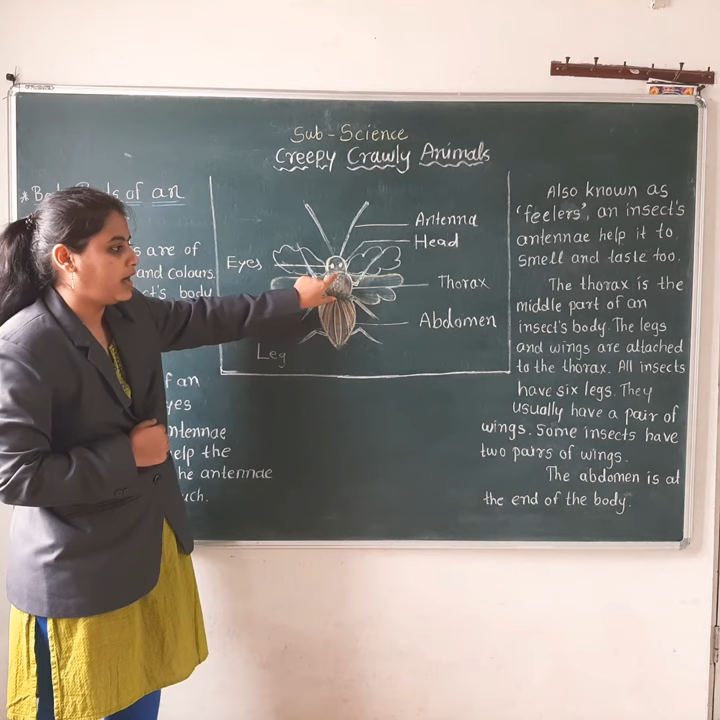 Sub-Science
Creepy Crawly Animals
* of an
s are of
and colours.
ct's body
f an
yes
ntennae
elp the
he antennae
uch.
Antenna
Head
Eyes
Thorax
Abdomen
Leg
Also known as
'feelers', an insect's
antennae help it to
smell and taste too.
The thorax is the
middle part of an
insect's body. The legs
and wings are attached
to the thorax. All insects
have six legs. They
usually have a pair of
wings. Some insects have
two pairs of wings.
The abdomen is at
the end of the body.